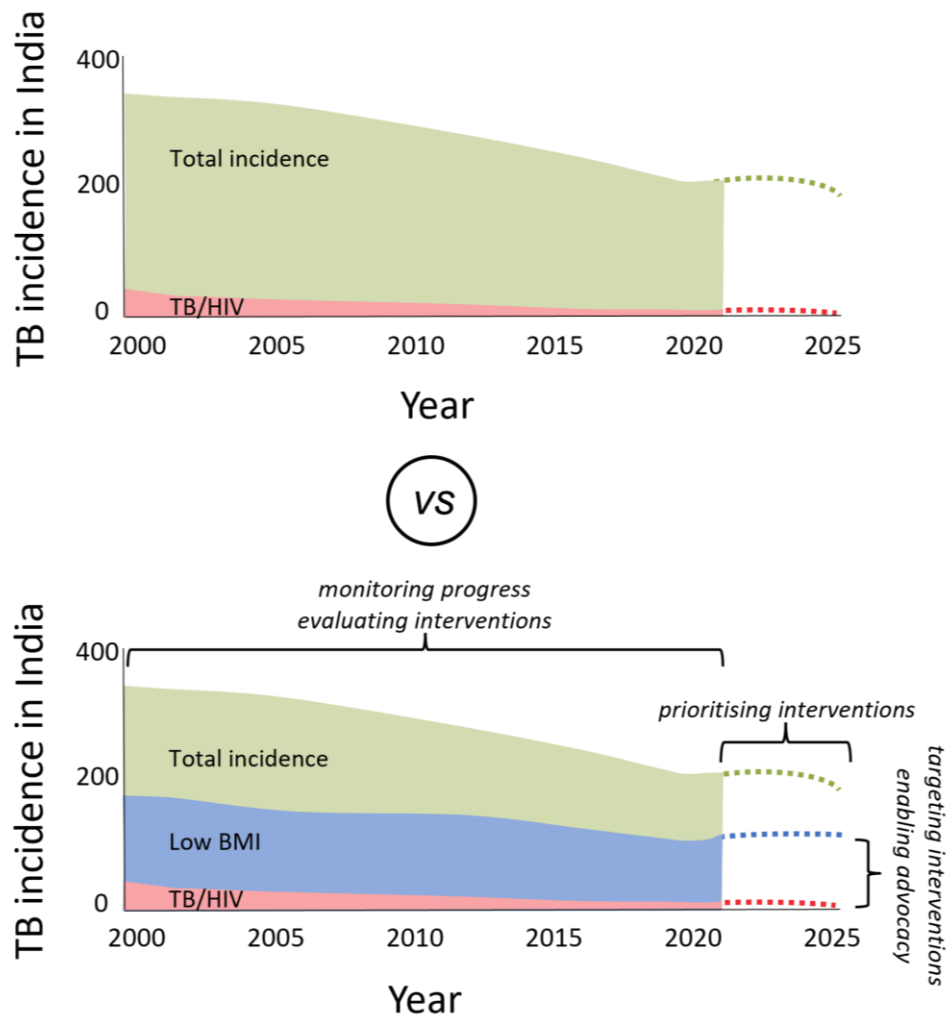 TB incidence in India
400
200
0
Total incidence
TB/HIV
2000 2005 2010 2015 2020 2025
Year
vs
monitoring progress
evaluating interventions
prioritising interventions
TB incidence in India
400
200
0
Total incidence
Low BMI
TB/HIV
targeting interventions
enabling advocacy
2000 2005 2010 2015 2020 2025
Year